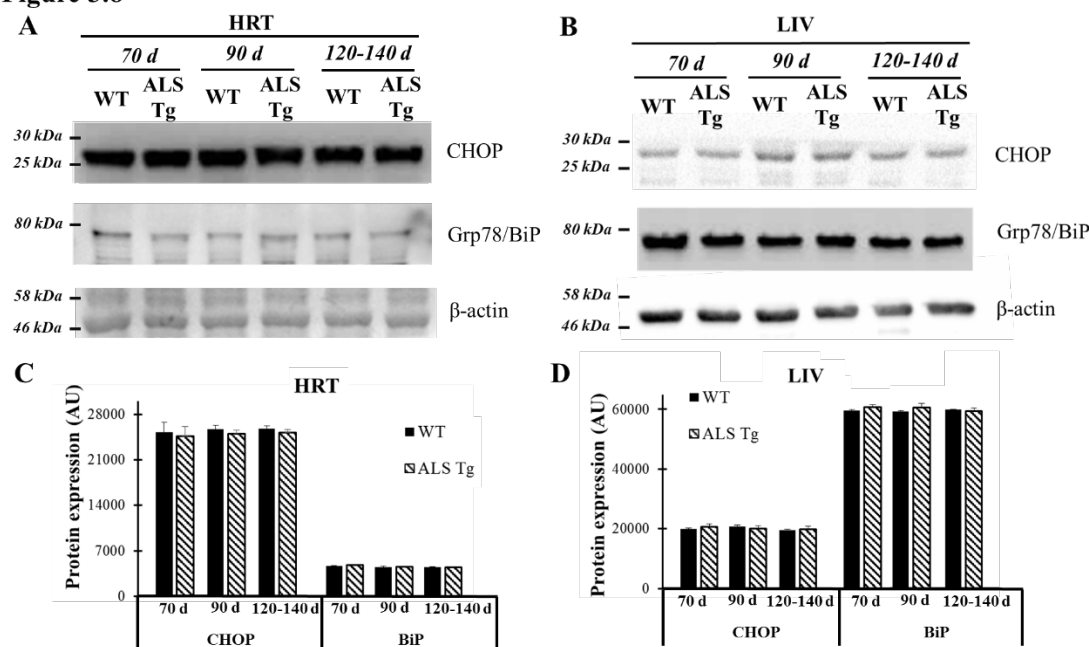 A
HRT
70 d 90 d 120-140 d
WT ALS Tg WT ALS Tg WT ALS Tg
30 kDa
25 kDa
CHOP
80 kDa
Grp78/BiP
58 kDa
46 kDa
β-actin
B
LIV
70 d 90 d 120-140 d
WT ALS Tg WT ALS Tg WT ALS Tg
30 kDa
25 kDa
CHOP
80 kDa
Grp78/BiP
58 kDa
46 kDa
β-actin
C
HRT
Protein expression (AU)
28000
21000
14000
7000
0
WT
ALS Tg
70 d 90 d 120-140 d 70 d 90 d 120-140 d
CHOP BiP
D
LIV
Protein expression (AU)
60000
40000
20000
0
WT
ALS Tg
70 d 90 d 120-140 d 70 d 90 d 120-140 d
CHOP BiP